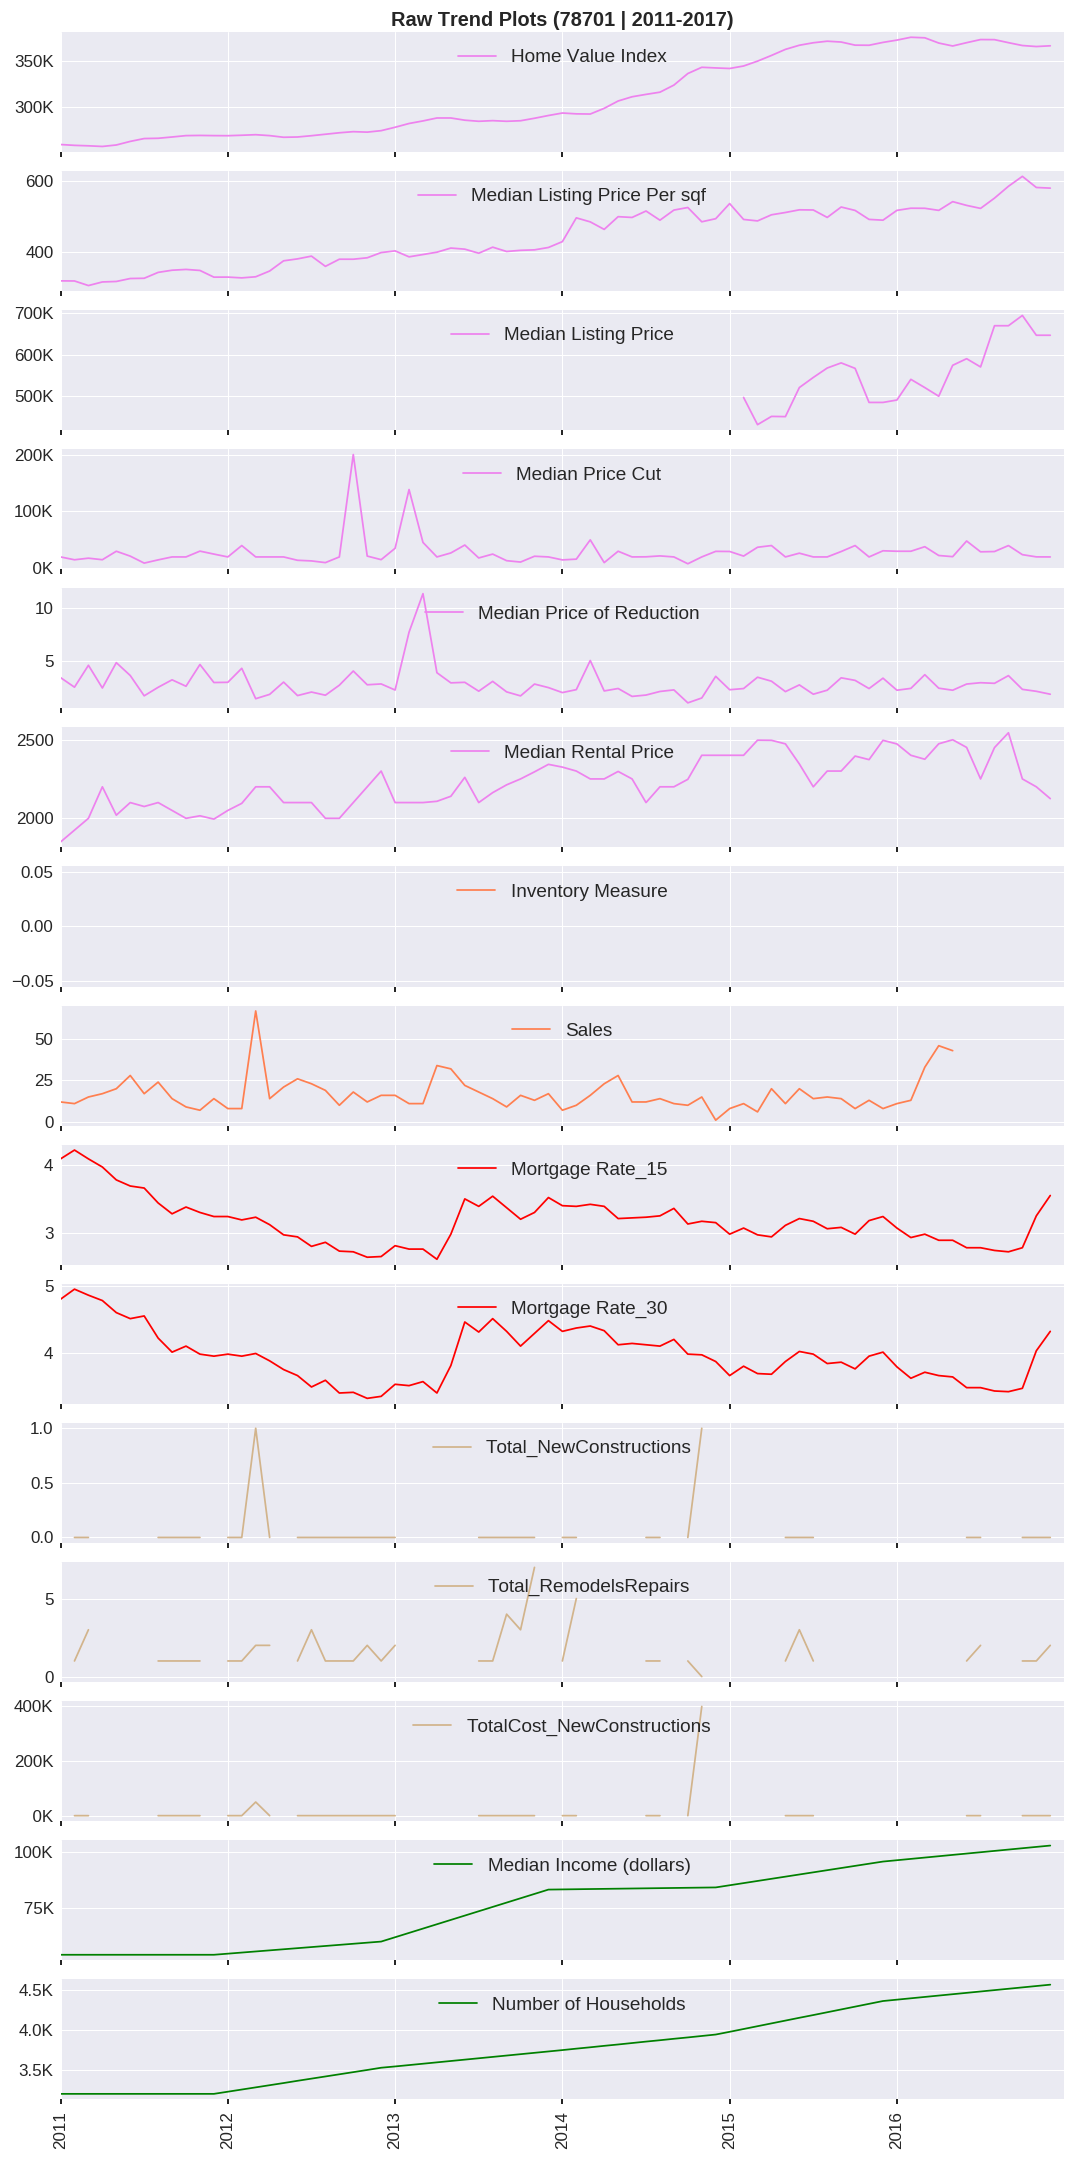 Raw Trend Plots (78701 | 2011-2017)
Home Value Index
350K
300K
Median Listing Price Per sqf
600
400
Median Listing Price
700K
600K
500K
Median Price Cut
200K
100K
0K
Median Price of Reduction
10
5
Median Rental Price
2500
2000
Inventory Measure
0.05
0.00
−0.05
Sales
50
25
0
Mortgage Rate_15
4
3
Mortgage Rate_30
5
4
Total_NewConstructions
1.0
0.5
0.0
Total_RemodelsRepairs
5
0
TotalCost_NewConstructions
400K
200K
0K
Median Income (dollars)
100K
75K
Number of Households
4.5K
4.0K
3.5K
2011
2012
2013
2014
2015
2016